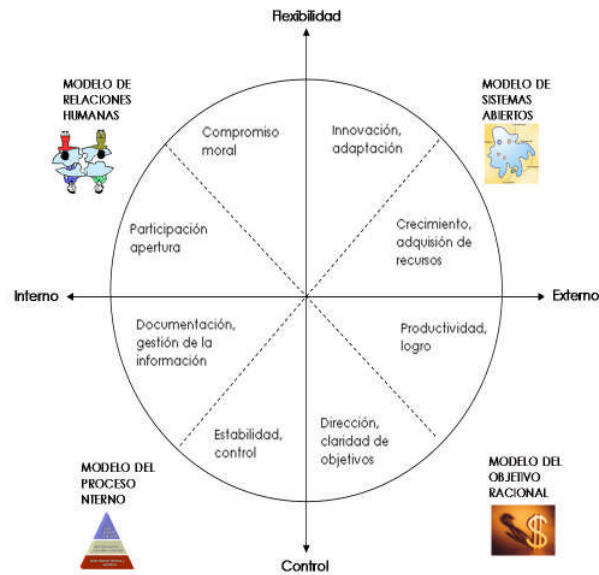 Flexibilidad
MODELO DE
RELACIONES
HUMANAS
MODELO DE
SISTEMAS
ABIERTOS
Compromiso
moral
Innovación,
adaptación
Participación
apertura
Crecimiento,
adquisión de
recursos
Interno
Externo
Documentación,
gestión de la
información
Productividad,
logro
Estabilidad,
control
Dirección,
claridad de
objetivos
MODELO DEL
PROCESO
NTERNO
MODELO DEL
OBJETIVO
RACIONAL
$
Control